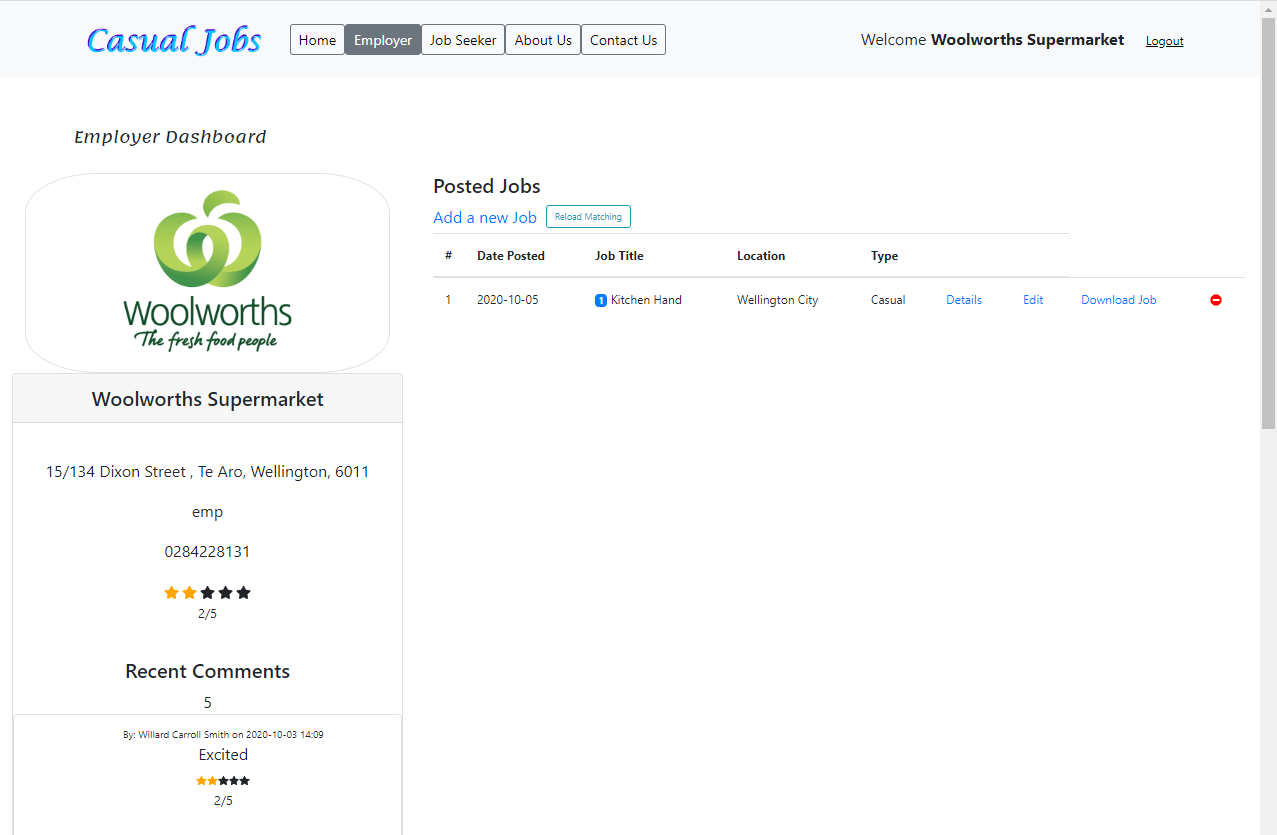 Casual Jobs Home Employer Job Seeker About Us Contact Us Welcome Woolworths Supermarket Logout
Employer Dashboard
Woolworths
The fresh food people
Woolworths Supermarket
15/134 Dixon Street , Te Aro, Wellington, 6011
emp
0284228131
2/5
Recent Comments
5
By: Willard Carroll Smith on 2020-10-03 14:09
Excited
2/5
Posted Jobs
Add a new Job Reload Matching
# Date Posted Job Title Location Type
1 2020-10-05 1 Kitchen Hand Wellington City Casual Details Edit Download Job